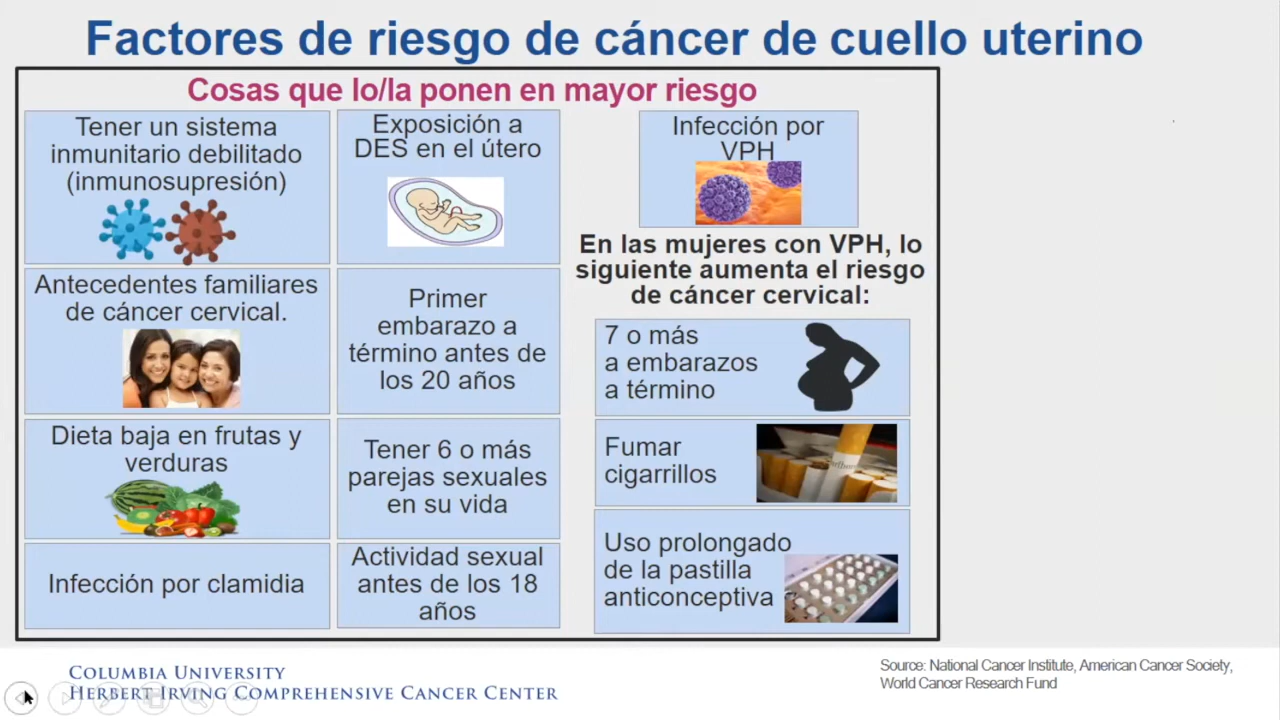 Factores de riesgo de cáncer de cuello uterino
Cosas que lo/la ponen en mayor riesgo
Tener un sistema
inmunitario debilitado
(inmunosupresión)
Antecedentes familiares
de cáncer cervical.
Dieta baja en frutas y
verduras
Infección por clamidia
Exposición a
DES en el útero
Primer
embarazo a
término antes de
los 20 años
Tener 6 o más
parejas sexuales
en su vida
Actividad sexual
antes de los 18
años
Infección por
VPH
En las mujeres con VPH, lo
siguiente aumenta el riesgo
de cáncer cervical:
7 o más
a embarazos
a término
Fumar
cigarrillos
Uso prolongado
de la pastilla
anticonceptiva
COLUMBIA UNIVERSITY
HERBERT IRVING COMPREHENSIVE CANCER CENTER
Source: National Cancer Institute, American Cancer Society,
World Cancer Research Fund